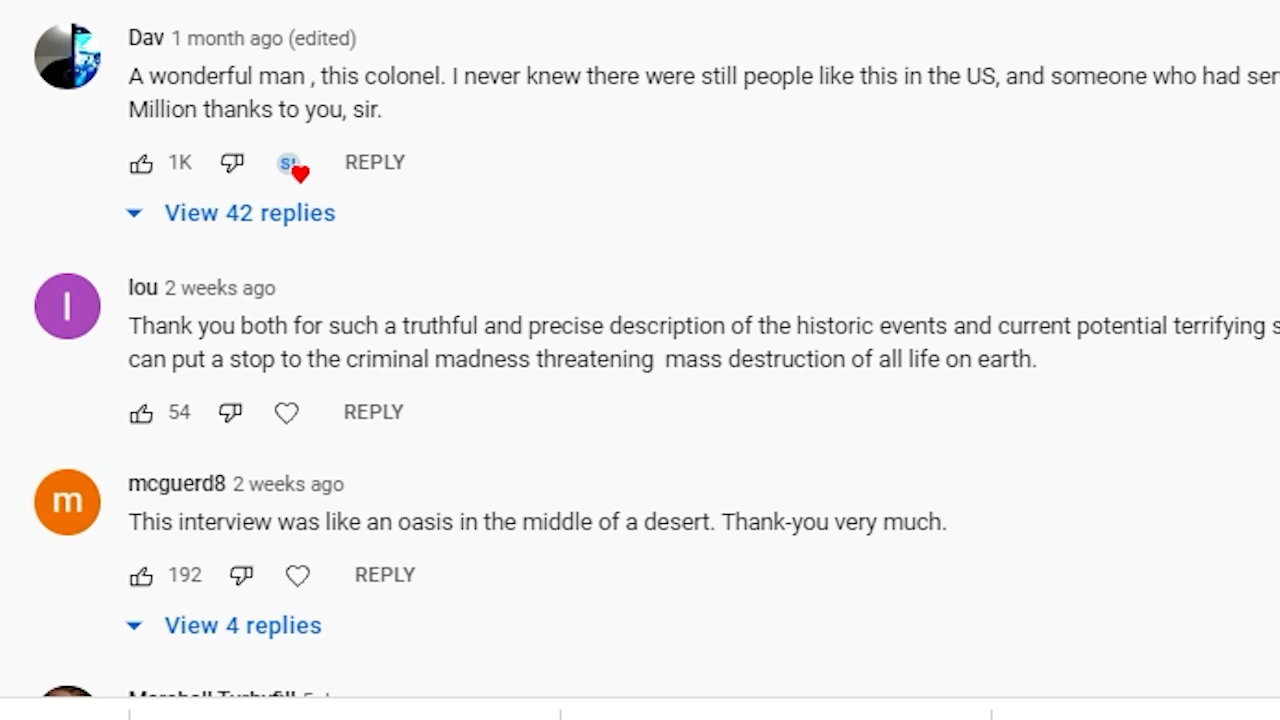 Dav 1 month ago (edited)
A wonderful man , this colonel. I never knew there were still people like this in the US, and someone who had
Million thanks to you, sir.
1K REPLY
View 42 replies
l
lou 2 weeks ago
Thank you both for such a truthful and precise description of the historic events and current potential terrifying
can put a stop to the criminal madness threatening  mass destruction of all life on earth.
54 REPLY
m
mcguerd8 2 weeks ago
This interview was like an oasis in the middle of a desert. Thank-you very much.
192 REPLY
View 4 replies